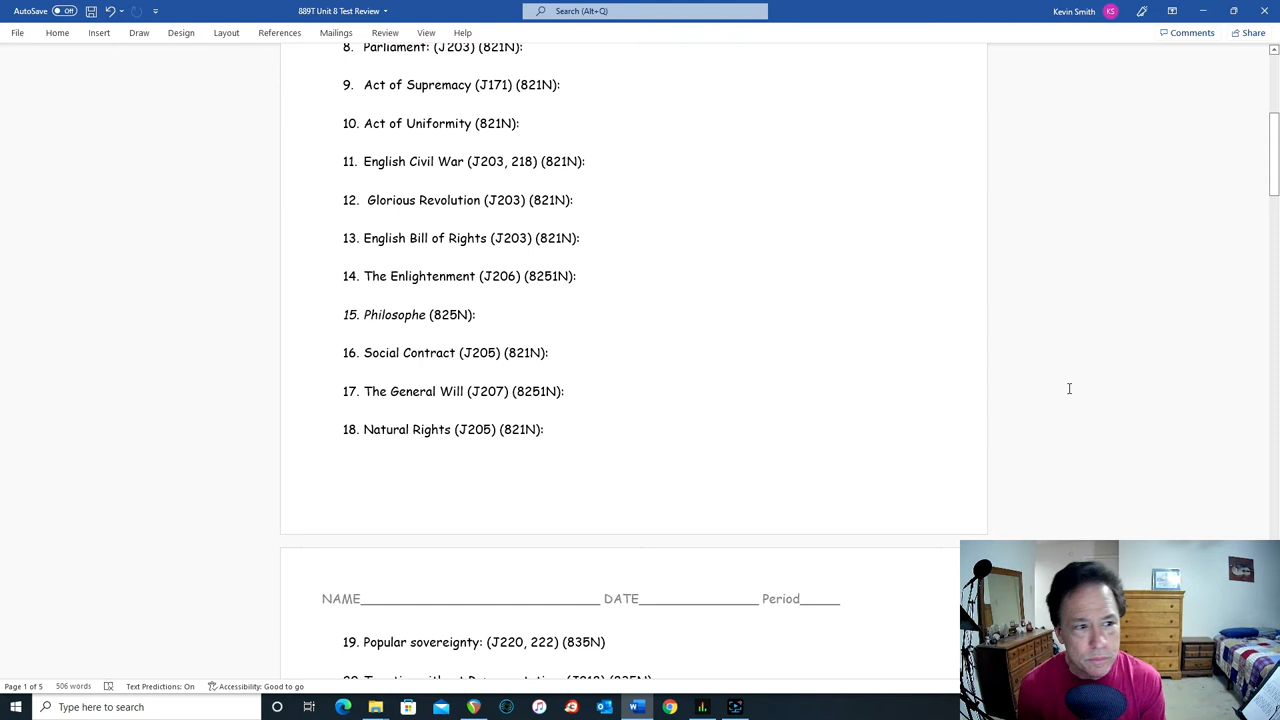 AutoSave Off 889T Unit 8 Test Review Search (Alt+Q) Kevin Smith KS
File Home Insert Draw Design Layout References Mailings Review View Help Comments Share
8. Parliament: (J203) (821N):
9. Act of Supremacy (J171) (821N):
10. Act of Uniformity (821N):
11. English Civil War (J203, 218) (821N):
12. Glorious Revolution (J203) (821N):
13. English Bill of Rights (J203) (821N):
14. The Enlightenment (J206) (8251N):
15. Philosophe (825N):
16. Social Contract (J205) (821N):
17. The General Will (J207) (8251N):
18. Natural Rights (J205) (821N):
NAME DATE Period
19. Popular sovereignty: (J220, 222) (835N)
Page 1 of 5 506 words Text Predictions: On Accessibility: Good to go
Type here to search